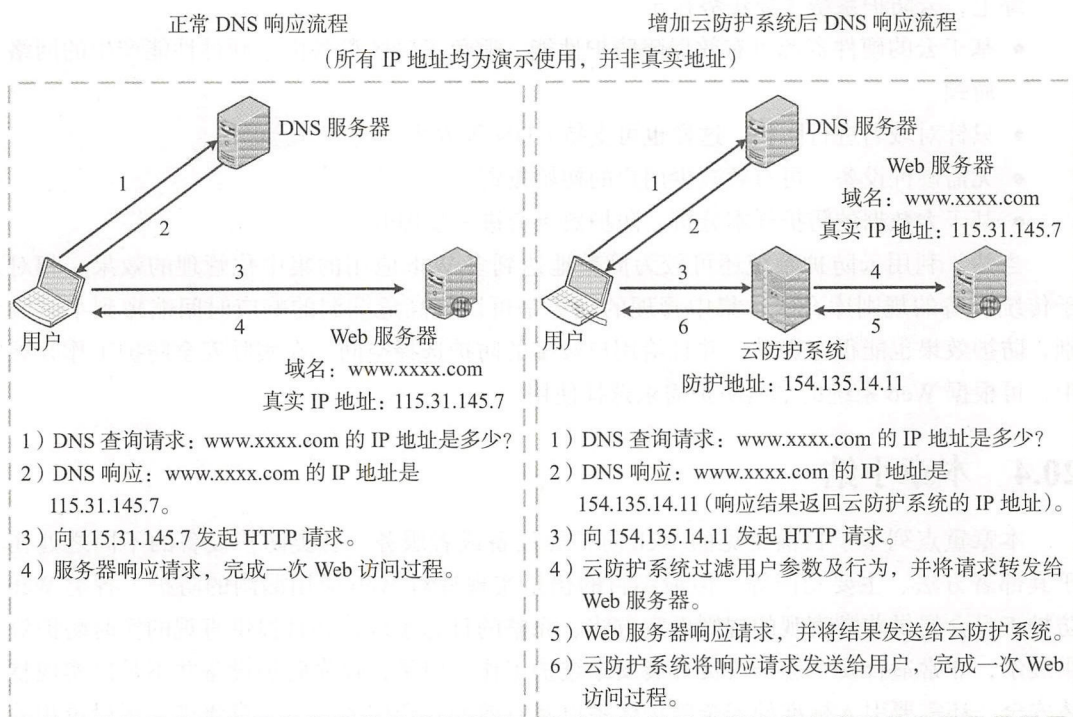 正常 DNS 响应流程
增加云防护系统后 DNS 响应流程
（所有 IP 地址均为演示使用，并非真实地址）
DNS 服务器
1
2
3
4
用户
Web 服务器
域名：www.xxxx.com
真实 IP 地址：115.31.145.7
1）DNS 查询请求：www.xxxx.com 的 IP 地址是多少？
2）DNS 响应：www.xxxx.com 的 IP 地址是
115.31.145.7。
3）向 115.31.145.7 发起 HTTP 请求。
4）服务器响应请求，完成一次 Web 访问过程。
DNS 服务器
Web 服务器
域名：www.xxxx.com
真实 IP 地址：115.31.145.7
1
2
3
4
6
5
用户
云防护系统
防护地址：154.135.14.11
1）DNS 查询请求：www.xxxx.com 的 IP 地址是多少？
2）DNS 响应：www.xxxx.com 的 IP 地址是
154.135.14.11（响应结果返回云防护系统的 IP 地址）。
3）向 154.135.14.11 发起 HTTP 请求。
4）云防护系统过滤用户参数及行为，并将请求转发给
Web 服务器。
5）Web 服务器响应请求，并将结果发送给云防护系统。
6）云防护系统将响应请求发送给用户，完成一次 Web
访问过程。